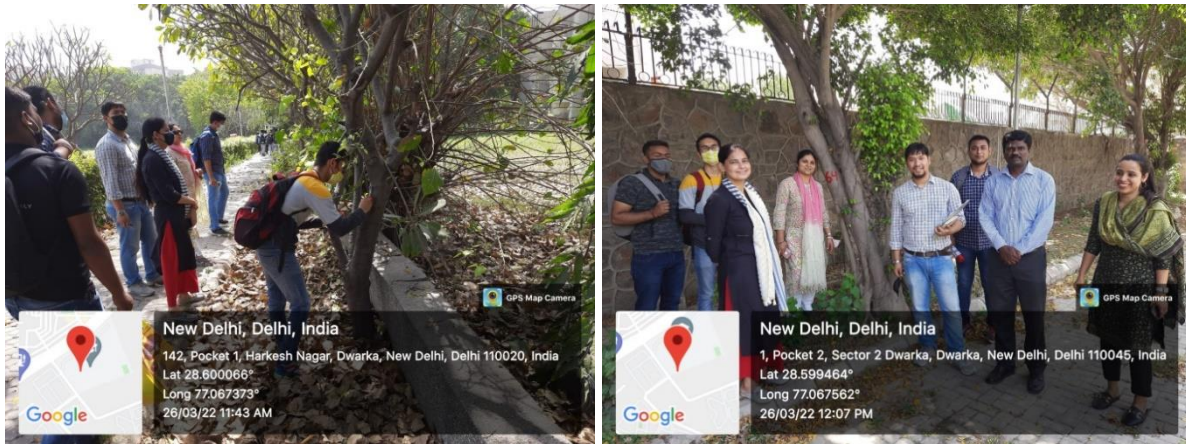 GPS Map Camera
New Delhi, Delhi, India
142, Pocket 1, Harkesh Nagar, Dwarka, New Delhi, Delhi 110020, India
Lat 28.600066°
Long 77.067373°
26/03/22 11:43 AM
Google
GPS Map Camera
New Delhi, Delhi, India
1, Pocket 2, Sector 2 Dwarka, Dwarka, New Delhi, Delhi 110045, India
Lat 28.599464°
Long 77.067562°
26/03/22 12:07 PM
Google